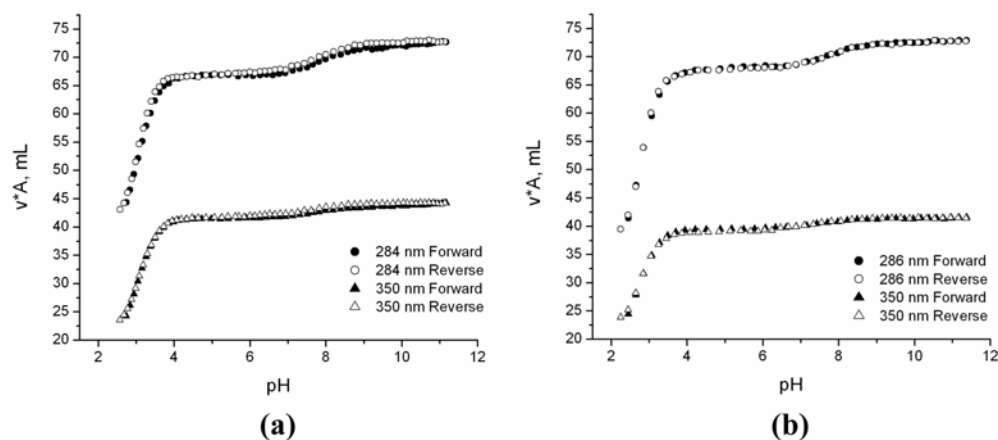 75
70
65
60
55
50
45
40
35
30
25
20
v*A, mL
2
4
6
8
10
12
pH
284 nm Forward
284 nm Reverse
350 nm Forward
350 nm Reverse
(a)
75
70
65
60
55
50
45
40
35
30
25
20
v*A, mL
2
4
6
8
10
12
pH
286 nm Forward
286 nm Reverse
350 nm Forward
350 nm Reverse
(b)